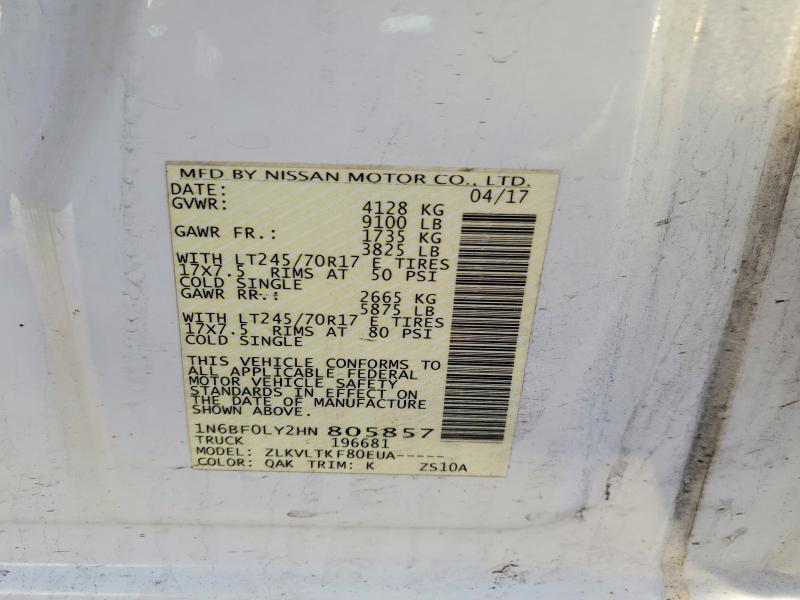 MFD BY NISSAN MOTOR CO., LTD.
DATE: 04/17
GVWR: 4128 KG
9100 LB
GAWR FR.: 1735 KG
3825 LB
WITH LT245/70R17 E TIRES
17X7.5 RIMS AT 50 PSI
COLD SINGLE
GAWR RR.: 2665 KG
5875 LB
WITH LT245/70R17 E TIRES
17X7.5 RIMS AT 80 PSI
COLD SINGLE
THIS VEHICLE CONFORMS TO
ALL APPLICABLE FEDERAL
MOTOR VEHICLE SAFETY
STANDARDS IN EFFECT ON
THE DATE OF MANUFACTURE
SHOWN ABOVE.
1N6BF0LY2HN 805857
TRUCK 196681
MODEL: ZLKVLTKF80EUA-----
COLOR: QAK TRIM: K ZS10A